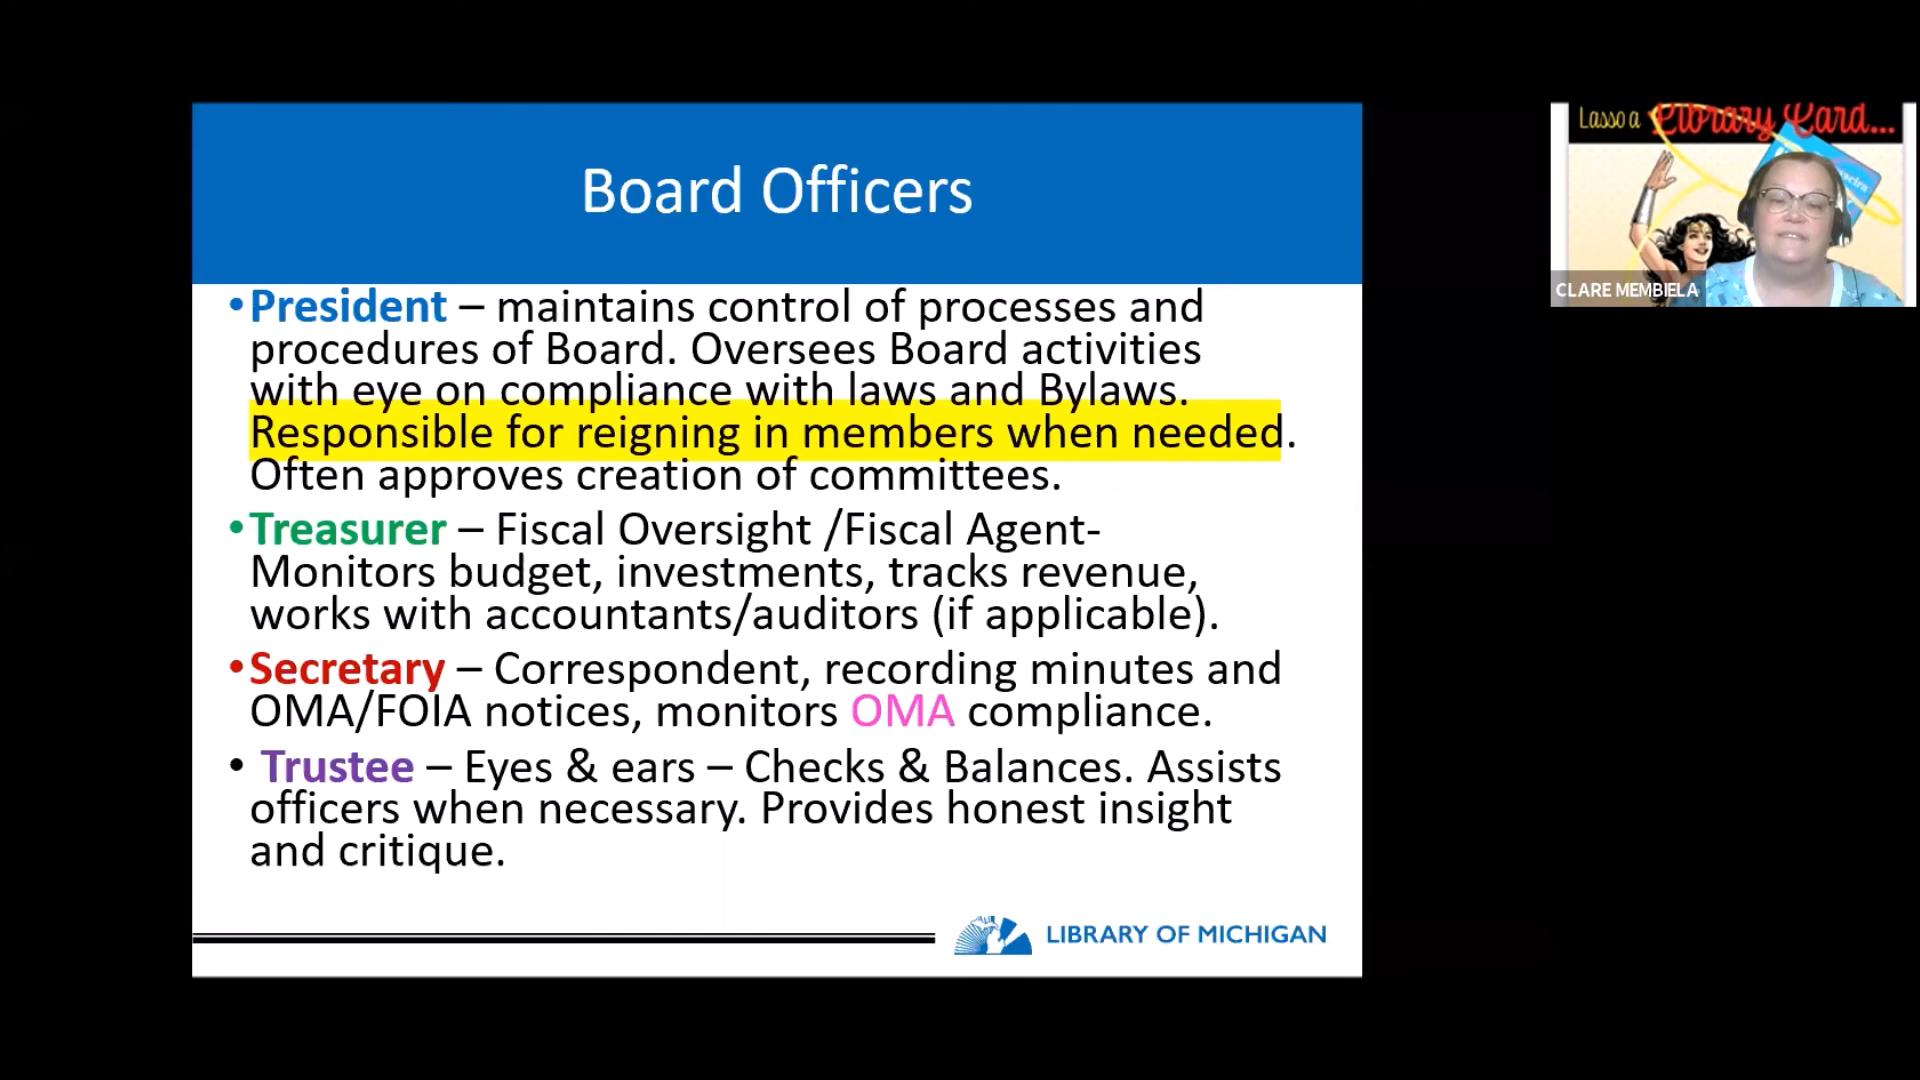 Board Officers
•President – maintains control of processes and
procedures of Board. Oversees Board activities
with eye on compliance with laws and Bylaws.
Responsible for reigning in members when needed.
Often approves creation of committees.
•Treasurer – Fiscal Oversight /Fiscal Agent-
Monitors budget, investments, tracks revenue,
works with accountants/auditors (if applicable).
•Secretary – Correspondent, recording minutes and
OMA/FOIA notices, monitors OMA compliance.
• Trustee – Eyes & ears – Checks & Balances. Assists
officers when necessary. Provides honest insight
and critique.
LIBRARY OF MICHIGAN
Lasso a Library Card...
CLARE MEMBIELA